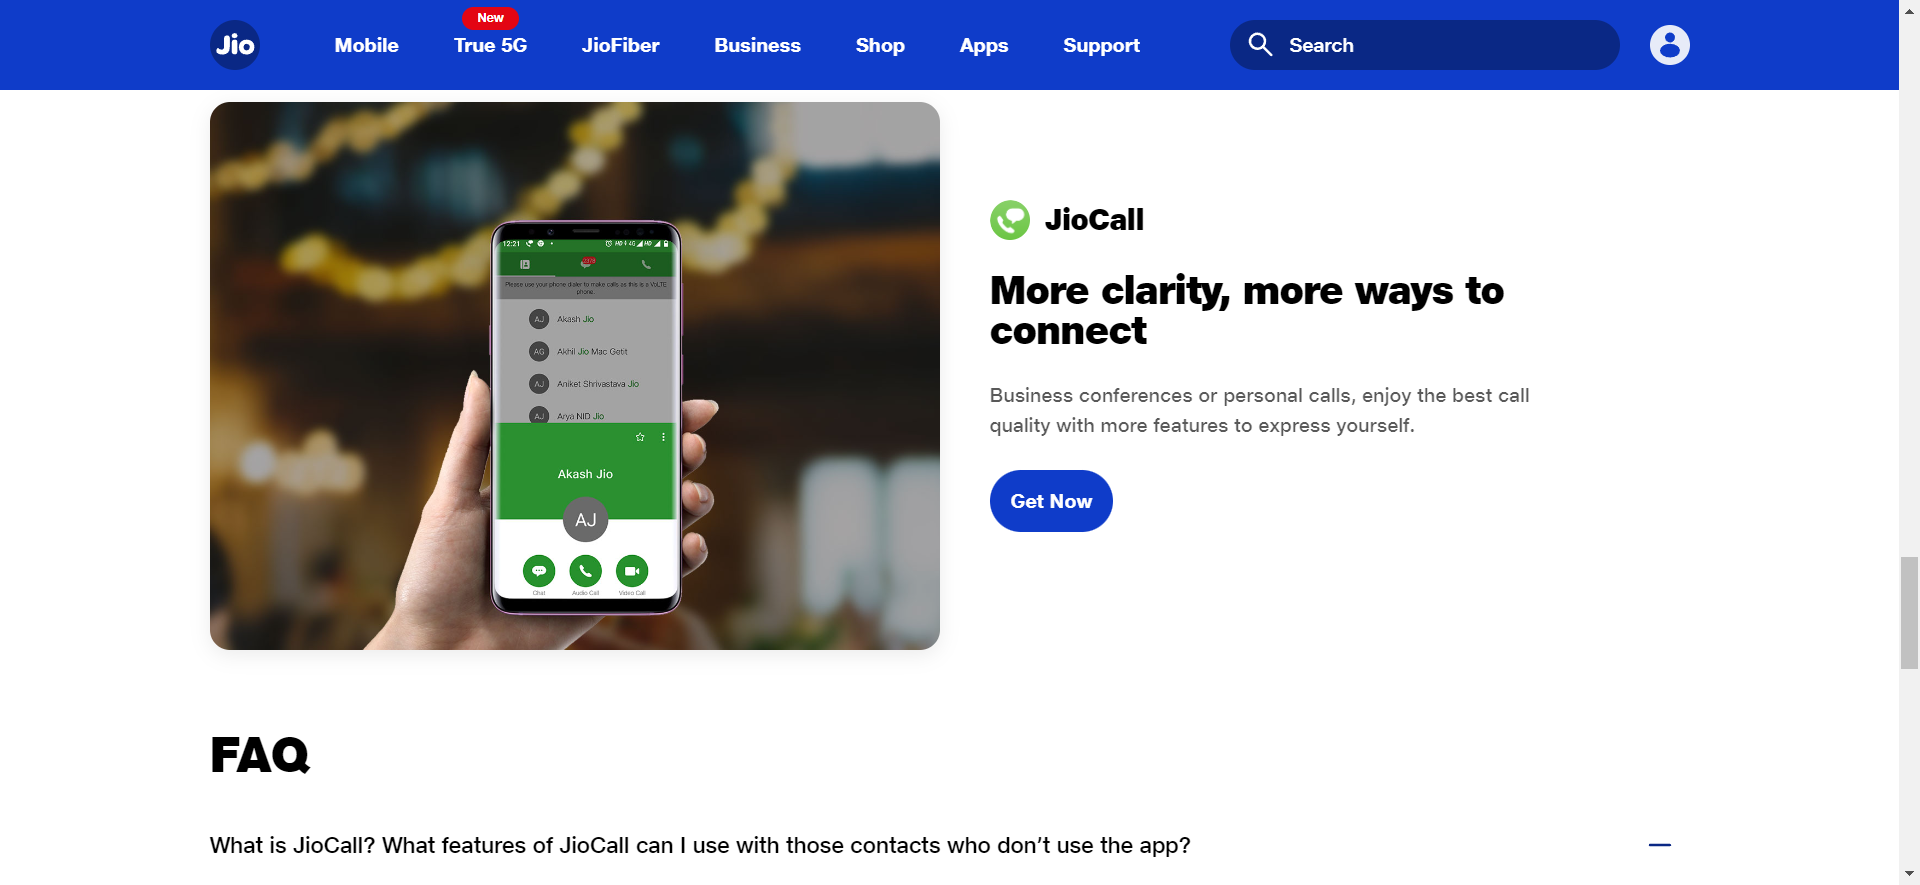 Jio
Mobile
New
True 5G
JioFiber
Business
Shop
Apps
Support
Search
12:21
HD 4G HD
2378
Please use your phone dialer to make calls as this is a VoLTE
phone.
AJ Akash Jio
AG Akhil Jio Mac Getit
AJ Aniket Shrivastava Jio
AJ Arya NID Jio
Akash Jio
AJ
Chat Audio Call Video Call
JioCall
More clarity, more ways to
connect
Business conferences or personal calls, enjoy the best call
quality with more features to express yourself.
Get Now
FAQ
What is JioCall? What features of JioCall can I use with those contacts who don’t use the app?